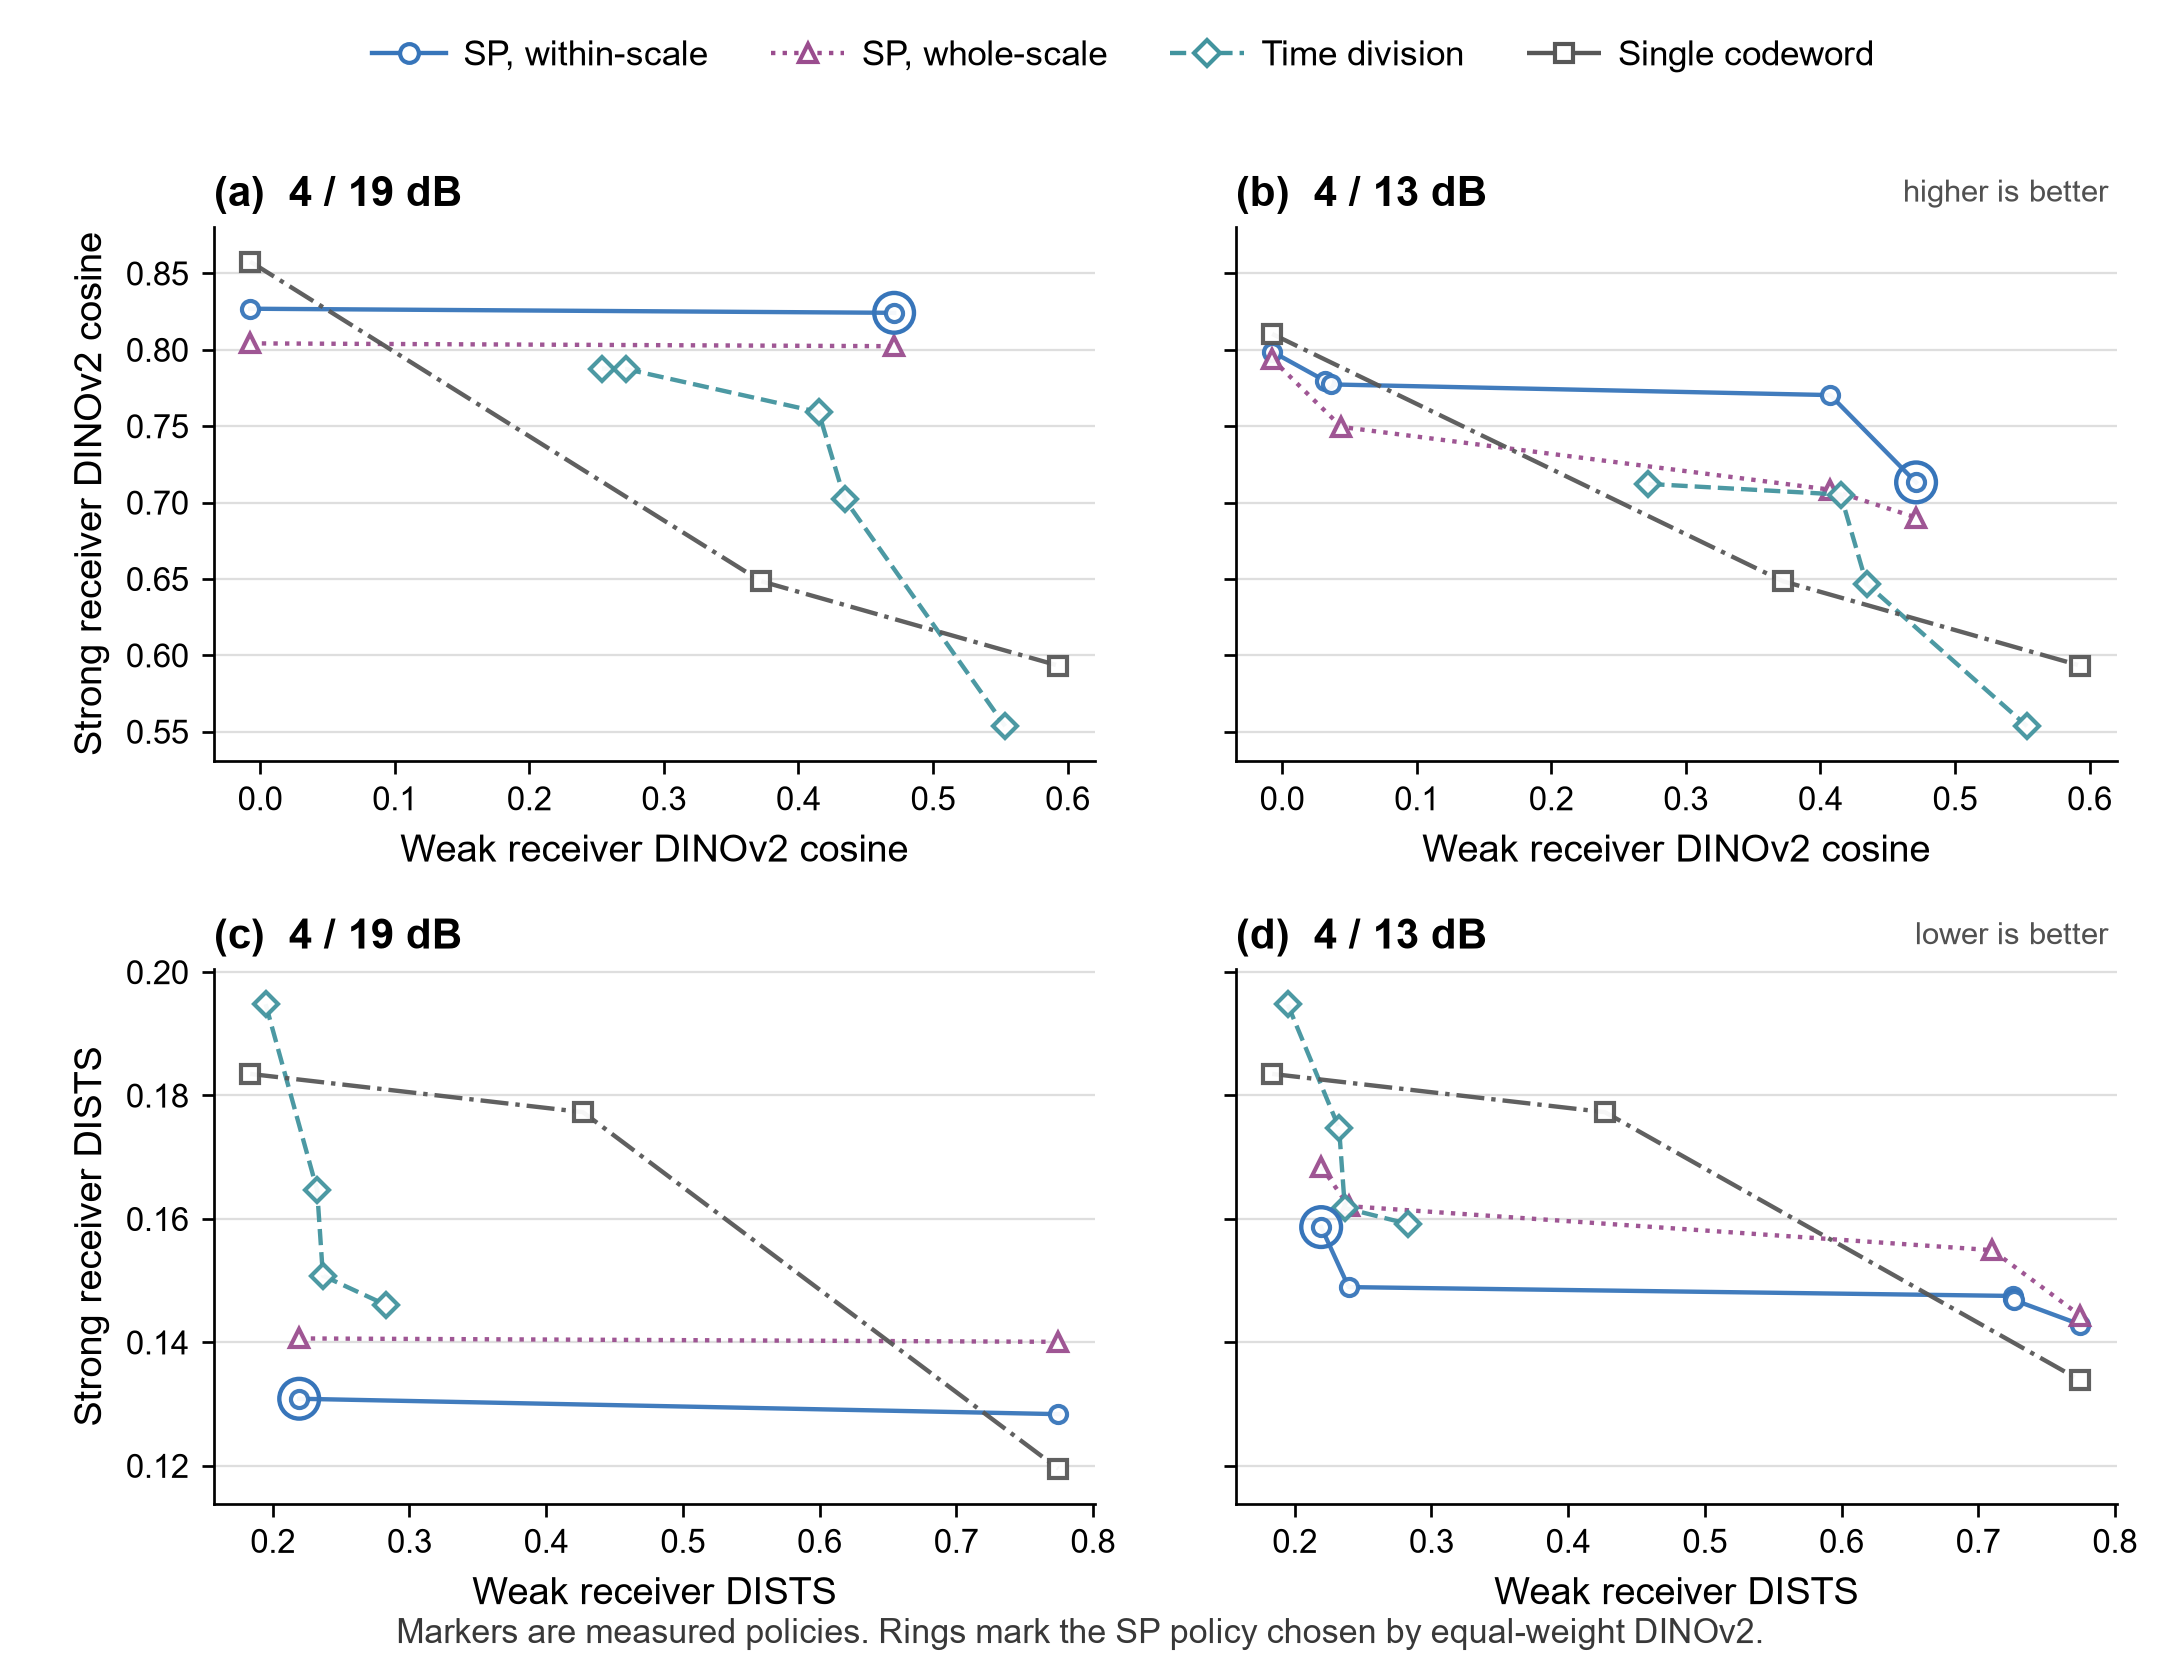 SP, within-scale SP, whole-scale Time division Single codeword
(a) 4 / 19 dB
(b) 4 / 13 dB higher is better
Strong receiver DINOv2 cosine
0.85
0.80
0.75
0.70
0.65
0.60
0.55
0.0 0.1 0.2 0.3 0.4 0.5 0.6
0.0 0.1 0.2 0.3 0.4 0.5 0.6
Weak receiver DINOv2 cosine
Weak receiver DINOv2 cosine
(c) 4 / 19 dB
(d) 4 / 13 dB lower is better
Strong receiver DISTS
0.20
0.18
0.16
0.14
0.12
0.2 0.3 0.4 0.5 0.6 0.7 0.8
0.2 0.3 0.4 0.5 0.6 0.7 0.8
Weak receiver DISTS
Weak receiver DISTS
Markers are measured policies. Rings mark the SP policy chosen by equal-weight DINOv2.